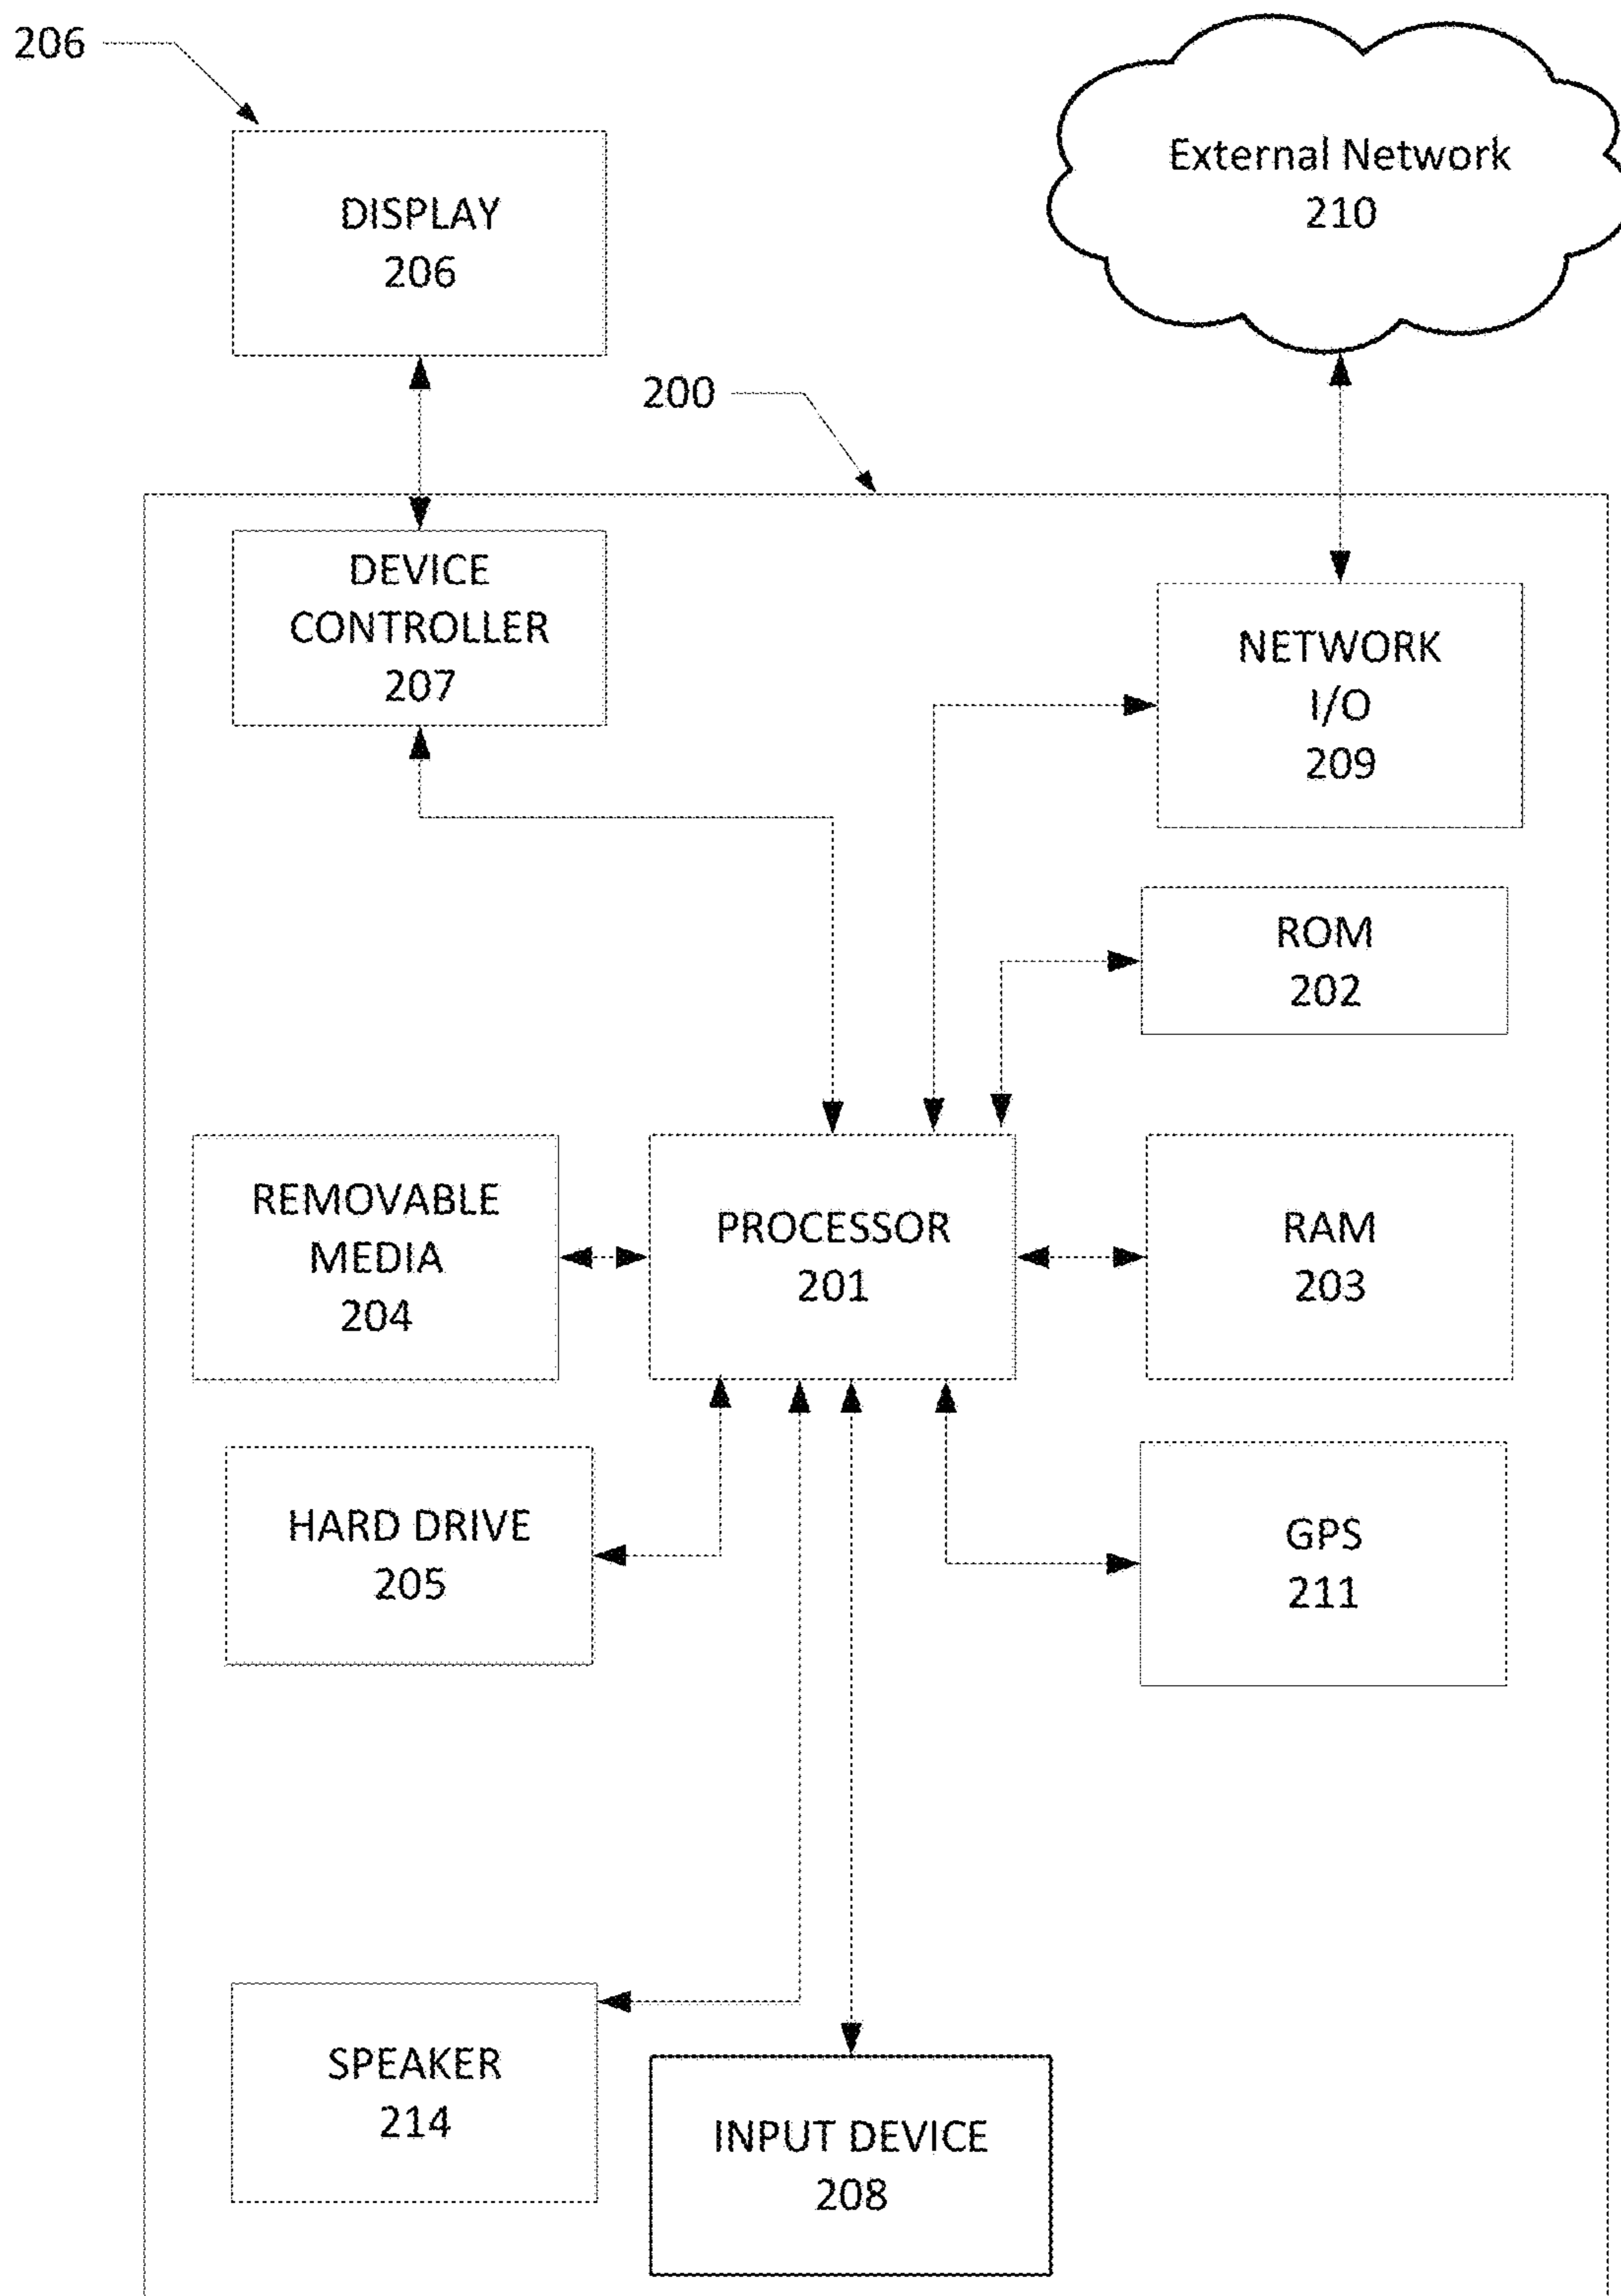 206
External Network
210
DISPLAY
206
200
DEVICE
CONTROLLER
207
NETWORK
I/O
209
ROM
202
REMOVABLE
MEDIA
204
PROCESSOR
201
RAM
203
HARD DRIVE
205
GPS
211
SPEAKER
214
INPUT DEVICE
208